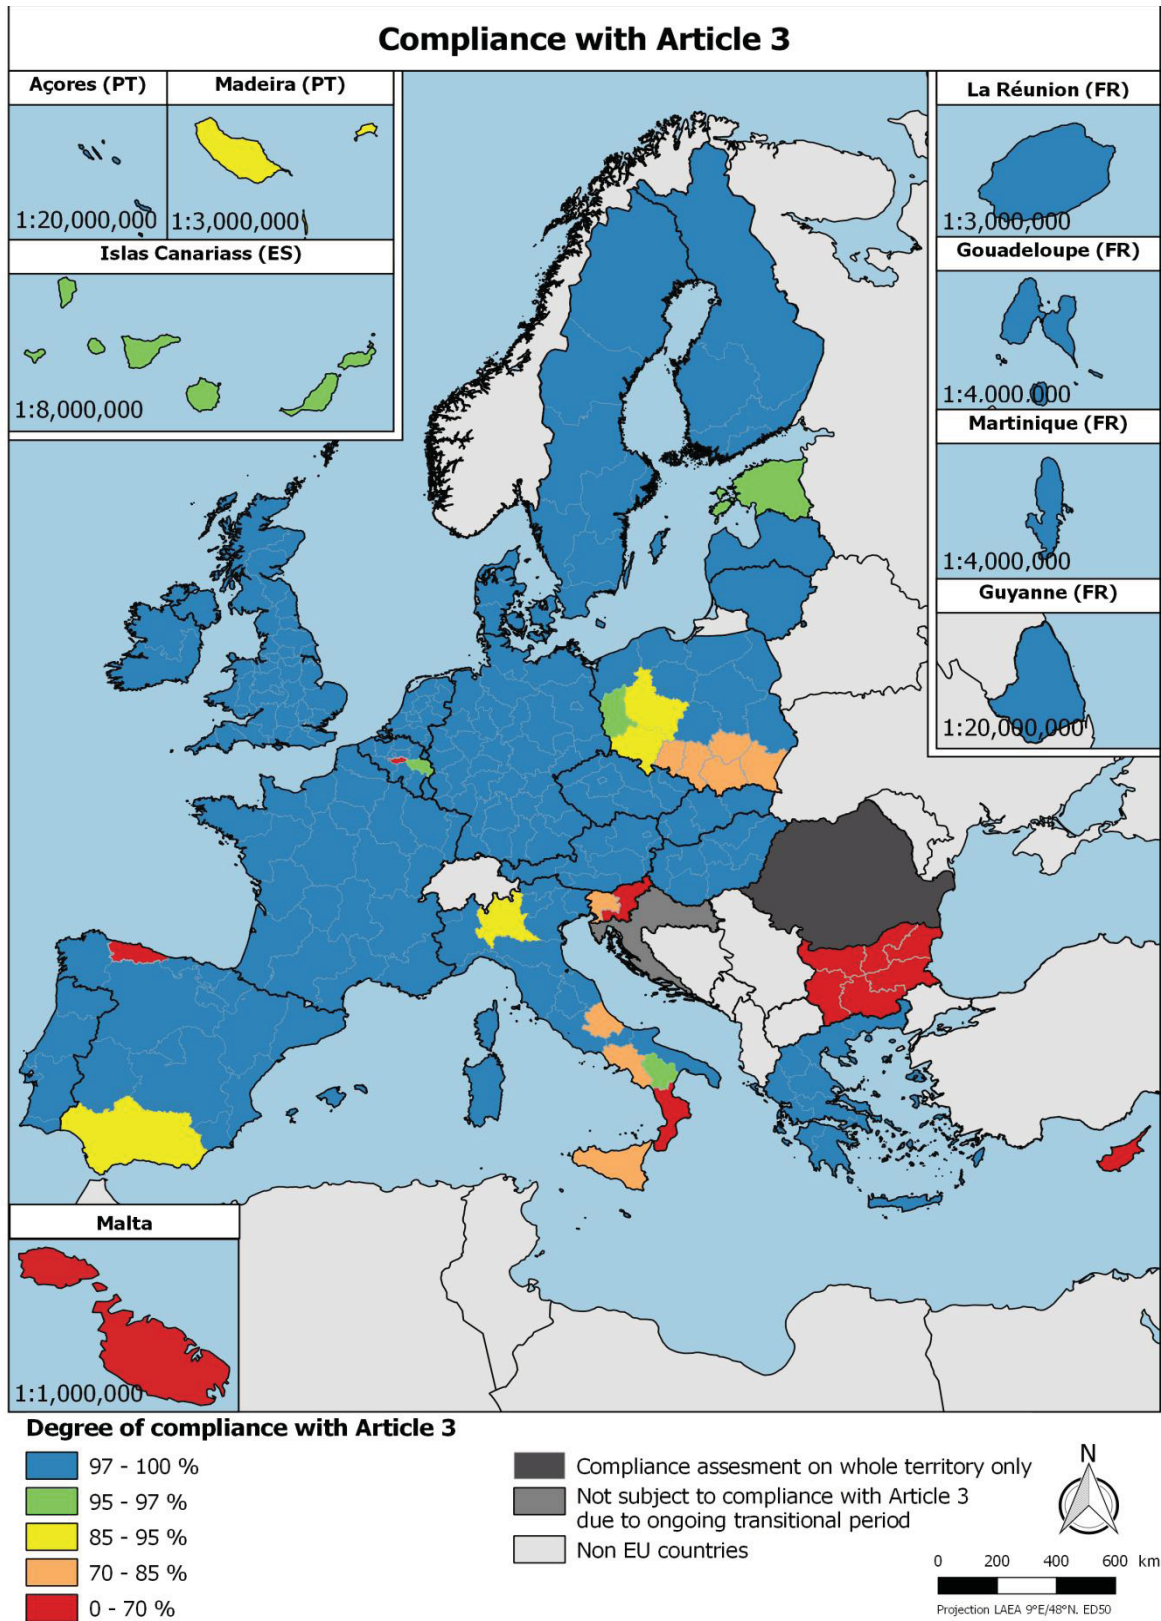 Compliance with Article 3
Açores (PT)
Madeira (PT)
1:20,000,000
1:3,000,000
Islas Canariass (ES)
1:8,000,000
La Réunion (FR)
1:3,000,000
Gouadeloupe (FR)
1:4,000,000
Martinique (FR)
1:4,000,000
Guyanne (FR)
1:20,000,000
Malta
1:1,000,000
Degree of compliance with Article 3
97 - 100 %
95 - 97 %
85 - 95 %
70 - 85 %
0 - 70 %
Compliance assesment on whole territory only
Not subject to compliance with Article 3
due to ongoing transitional period
Non EU countries
N
0 200 400 600 km
Projection LAEA 9°E/48°N, ED50